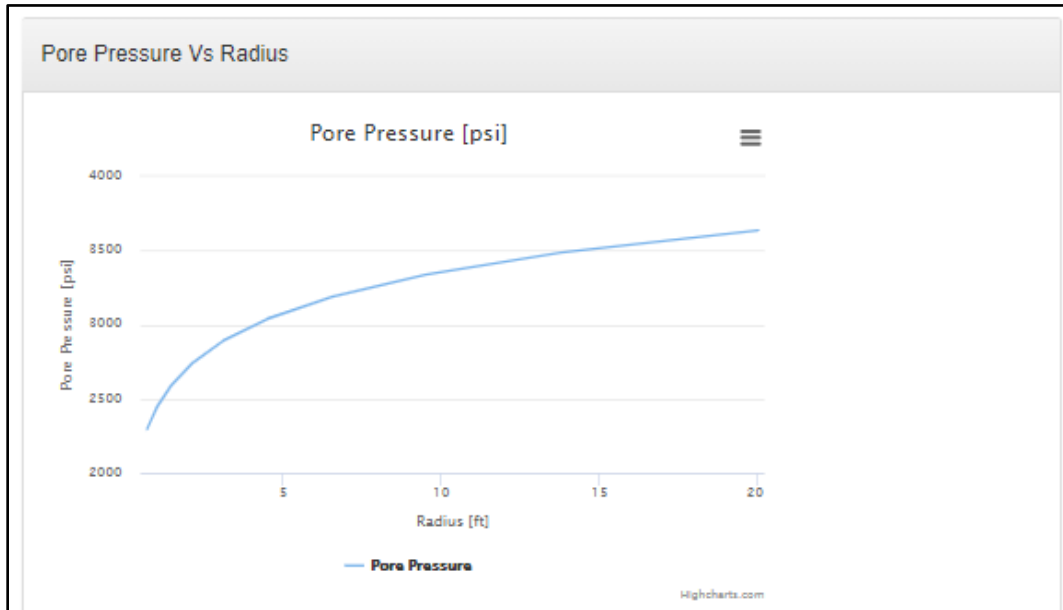 Pore Pressure Vs Radius
Pore Pressure [psi]
4000
8500
8000
2500
2000
Pore Pressure [psi]
5 10 15 20
Radius [ft]
Pore Pressure
Highcharts.com